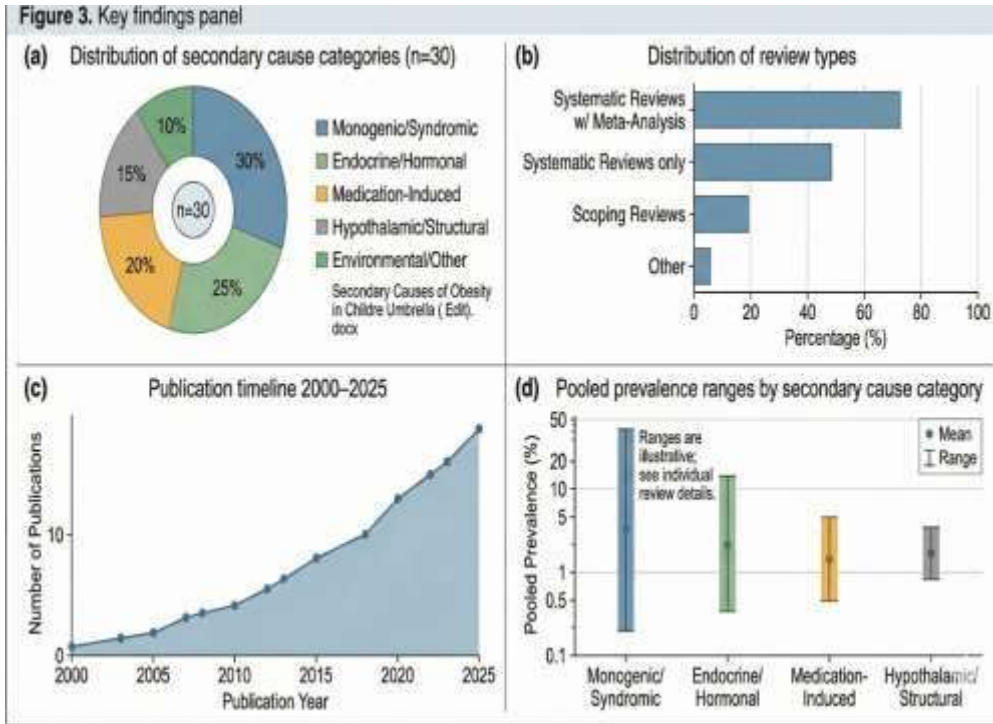 Figure 3. Key findings panel
(a) Distribution of secondary cause categories (n=30)
10%
30%
15%
n=30
20%
25%
Monogenic/Syndromic
Endocrine/Hormonal
Medication-Induced
Hypothalamic/Structural
Environmental/Other
Secondary Causes of Obesity
in Childre Umbrella ( Edit).
docx
(b) Distribution of review types
Systematic Reviews
w/ Meta-Analysis
Systematic Reviews only
Scoping Reviews
Other
0 20 40 60 80 100
Percentage (%)
(c) Publication timeline 2000–2025
Number of Publications
10
0
2000 2005 2010 2015 2020 2025
Publication Year
(d) Pooled prevalence ranges by secondary cause category
Pooled Prevalence (%)
50
20
10
5
1
0.5
0.1
Ranges are
illustrative;
see individual
review details.
Mean
Range
Monogenic/
Syndromic
Endocrine/
Hormonal
Medication-
Induced
Hypothalamic/
Structural